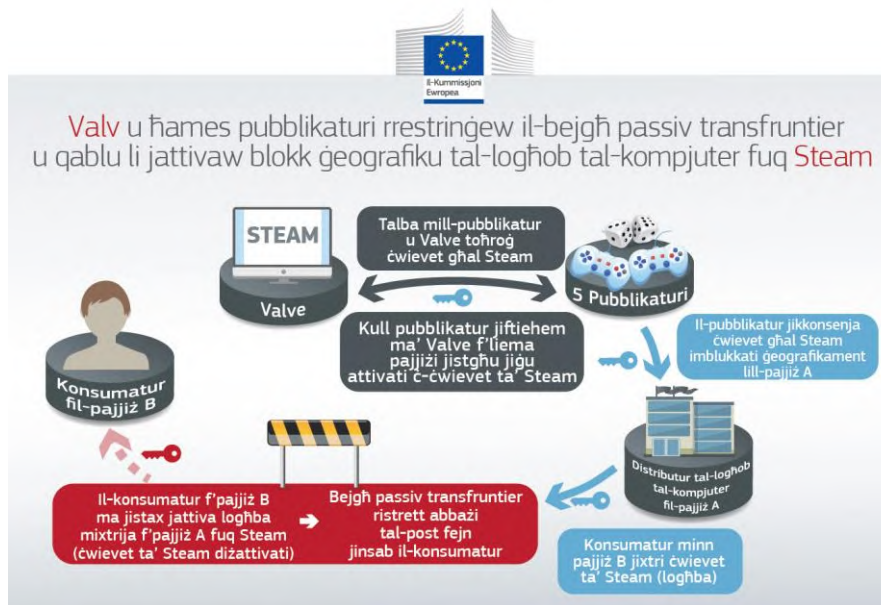 Il-Kummissjoni
Ewropea
Valv u ħames pubblikaturi rrestrinġew il-bejgħ passiv transfruntier
u qablu li jattivaw blokk ġeografiku tal-logħob tal-kompjuter fuq Steam
STEAM
Valve
Talba mill-pubblikatur
u Valve toħroġ
ċwievet għal Steam
5 Pubblikaturi
Kull pubblikatur jiftiehem
ma' Valve f'liema
pajjiżi jistgħu jiġu
attivati ċ-ċwievet ta' Steam
Il-pubblikatur jikkonsenja
ċwievet għal Steam
imblukkati ġeografikament
lill-pajjiż A
Konsumatur
fil-pajjiż B
Distributur tal-logħob
tal-kompjuter
fil-pajjiż A
Il-konsumatur f'pajjiż B
ma jistax jattiva logħba
mixtrija f'pajjiż A fuq Steam
(ċwievet ta' Steam diżattivati)
Bejgħ passiv transfruntier
ristrett abbażi
tal-post fejn
jinsab il-konsumatur
Konsumatur minn
pajjiż B jixtri ċwievet
ta' Steam (logħba)